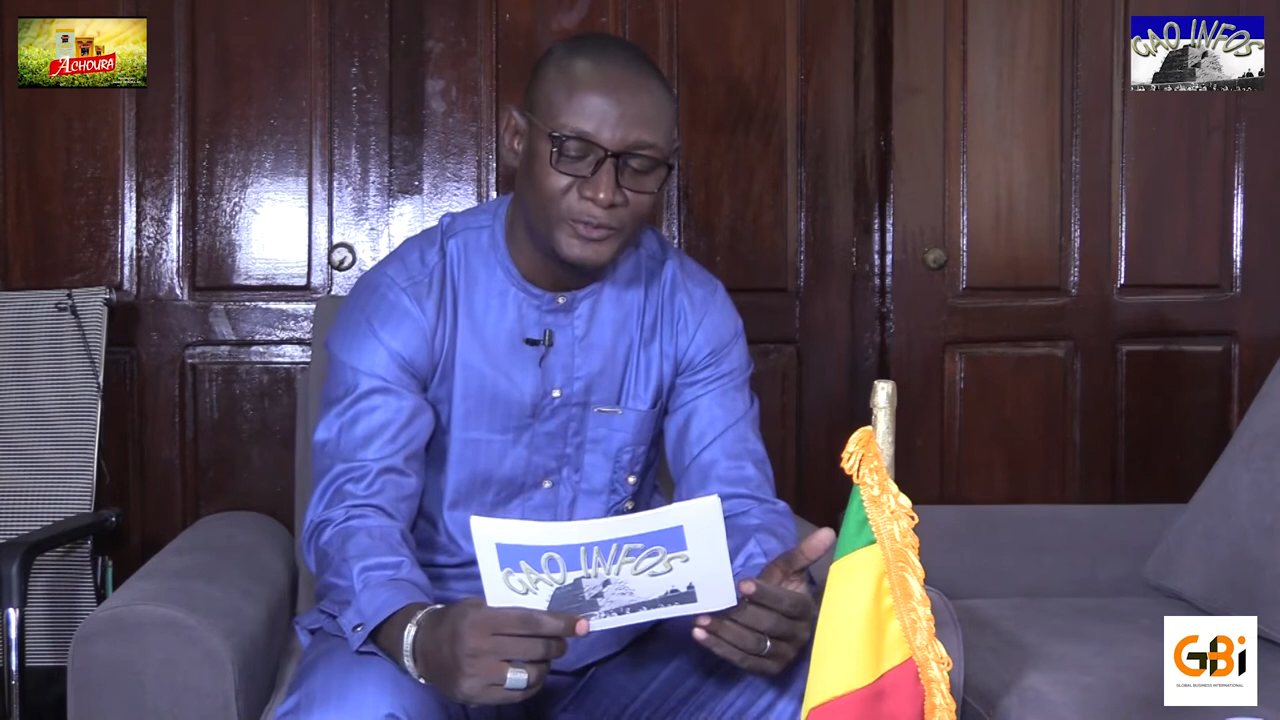 ACHOURA
GAO INFOS
GAO INFOS
GBi
GLOBAL BUSINESS INTERNATIONAL